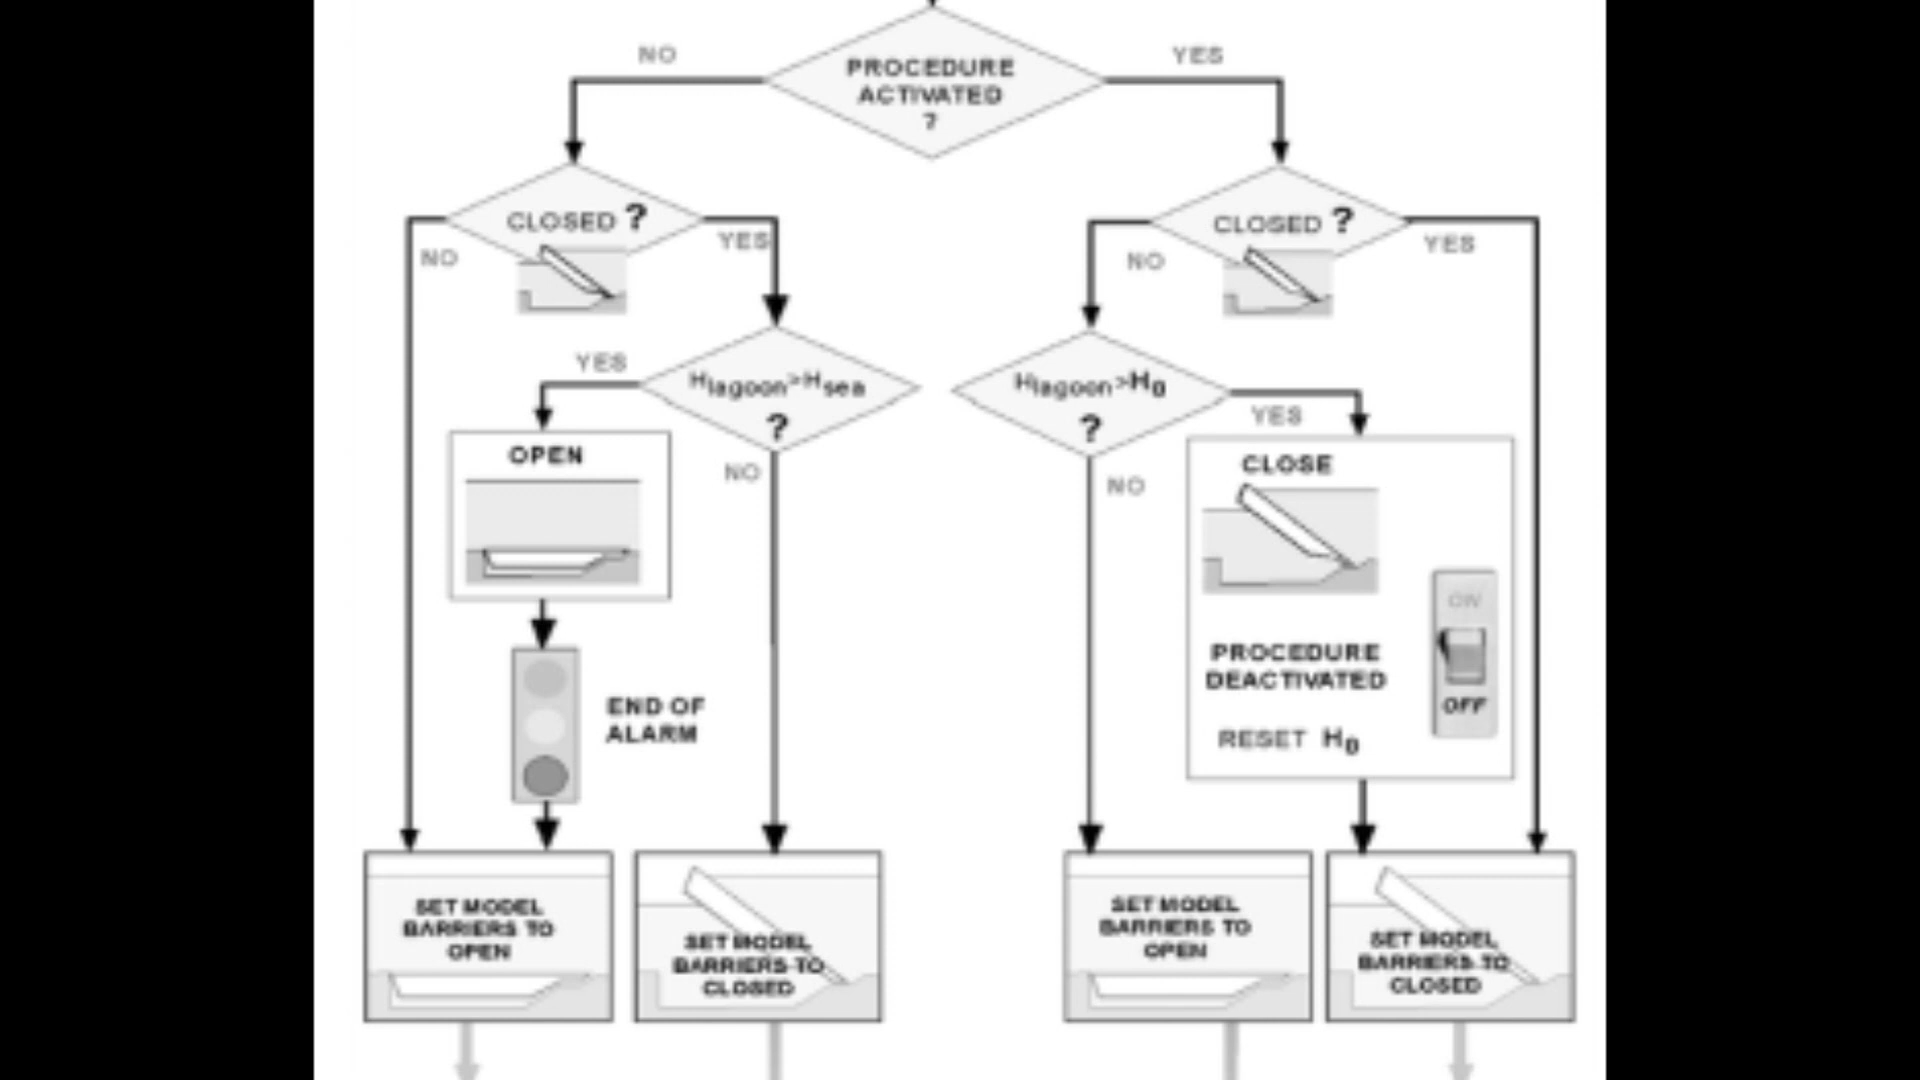 NO
YES
PROCEDURE
ACTIVATED
?
CLOSED ?
NO
YES
CLOSED ?
NO
YES
YES
Hlagoon>Hsea
?
NO
Hlagoon>H0
?
YES
NO
OPEN
CLOSE
ON
OFF
PROCEDURE
DEACTIVATED
RESET H0
END OF
ALARM
SET MODEL
BARRIERS TO
OPEN
SET MODEL
BARRIERS TO
CLOSED
SET MODEL
BARRIERS TO
OPEN
SET MODEL
BARRIERS TO
CLOSED